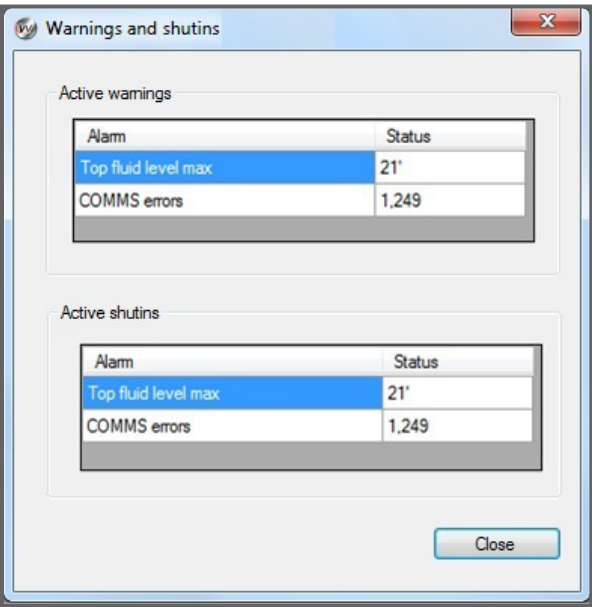 Warnings and shutins
Active warnings
Alarm Status
Top fluid level max 21'
COMMS errors 1,249
Active shutins
Alarm Status
Top fluid level max 21'
COMMS errors 1,249
Close